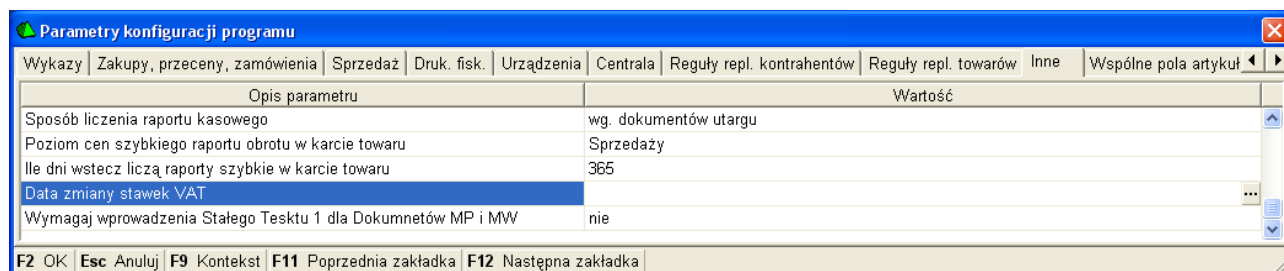 Parametry konfiguracji programu
Wykazy Zakupy, przeceny, zamówienia Sprzedaż Druk. fisk. Urządzenia Centrala Reguły repl. kontrahentów Reguły repl. towarów Inne Wspólne pola artykuł
Opis parametru Wartość
Sposób liczenia raportu kasowego wg. dokumentów utargu
Poziom cen szybkiego raportu obrotu w karcie towaru Sprzedaży
Ile dni wstecz liczą raporty szybkie w karcie towaru 365
Data zmiany stawek VAT ...
Wymagaj wprowadzenia Stałego Tesktu 1 dla Dokumnetów MP i MW nie
F2 OK Esc Anuluj F9 Kontekst F11 Poprzednia zakładka F12 Następna zakładka